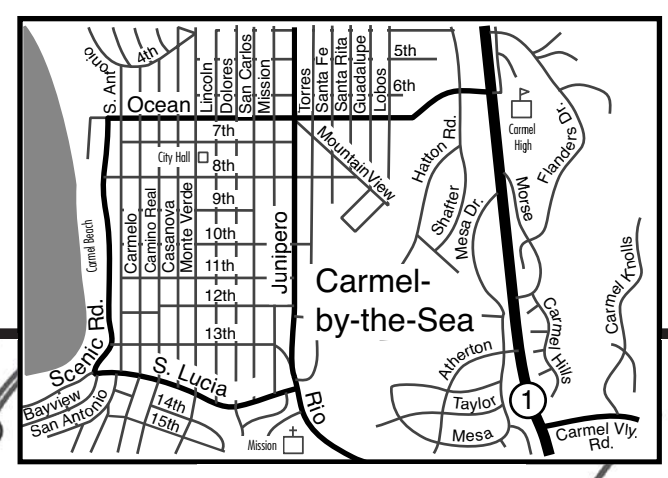 4th
S. Antonio
Lincoln
Dolores
San Carlos
Mission
Torres
Santa Fe
Santa Rita
Guadalupe
Lobos
5th
6th
Ocean
7th
City Hall
8th
9th
10th
11th
12th
13th
Carmel Beach
Carmelo
Camino Real
Casanova
Monte Verde
Junipero
Mountain View
Hatton Rd.
Shafter
Mesa Dr.
Morse
Flanders Dr.
Carmel
High
Carmel-
by-the-Sea
Carmel Knolls
Carmel Hills
Scenic Rd.
S. Lucia
Rio
Bayview
San Antonio
14th
15th
Mission
Atherton
Taylor
Mesa
1
Carmel Vly.
Rd.